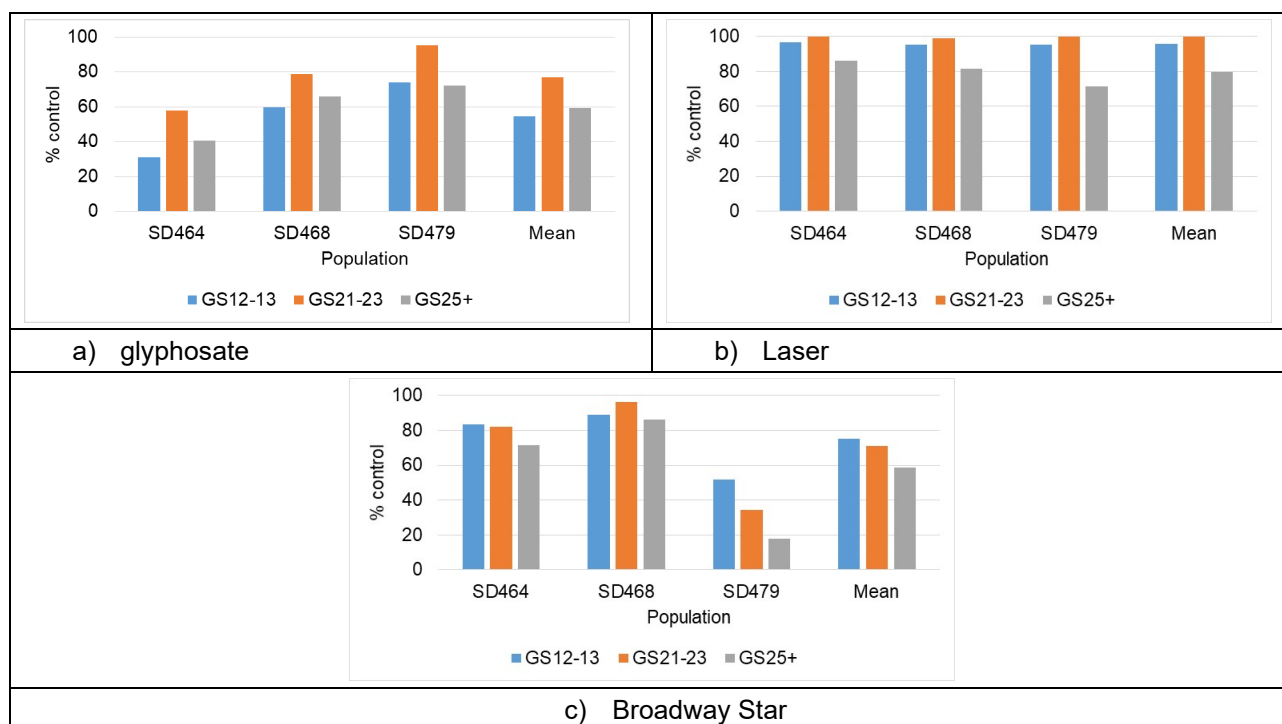 100
80
60
40
20
0
% control
SD464 SD468 SD479 Mean
Population
GS12-13 GS21-23 GS25+
a) glyphosate
100
80
60
40
20
0
% control
SD464 SD468 SD479 Mean
Population
GS12-13 GS21-23 GS25+
b) Laser
100
80
60
40
20
0
% control
SD464 SD468 SD479 Mean
Population
GS12-13 GS21-23 GS25+
c) Broadway Star